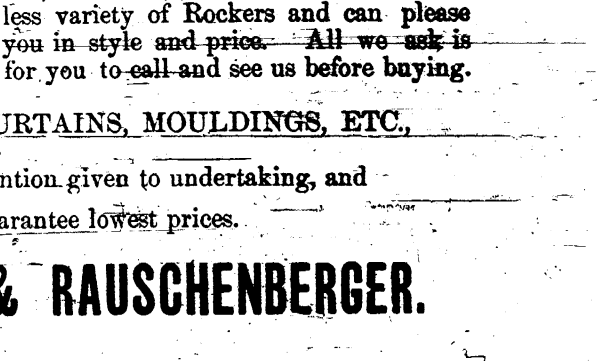 less variety of Rockers and can please
you in style and price. All we ask is
for you to call and see us before buying.
URTAINS, MOULDINGS, ETC.,
ntion given to undertaking, and
arantee lowest prices.
& RAUSCHENBERGER.